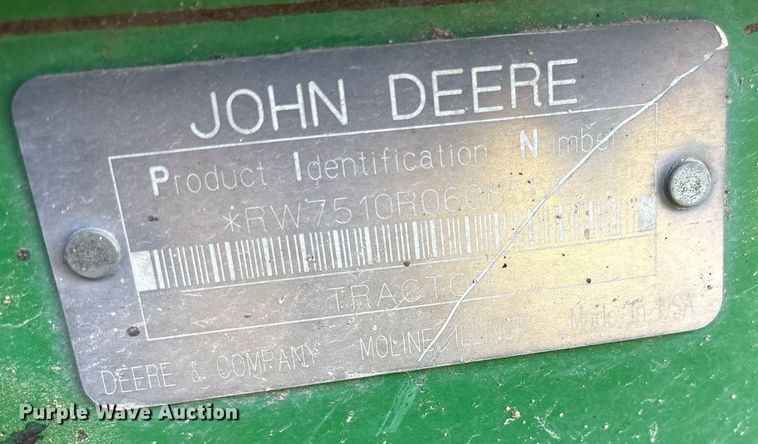 JOHN DEERE
Product Identification Number
TRACTOR
DEERE & COMPANY MOLINE, ILLINOIS Made in USA
Purple Wave Auction